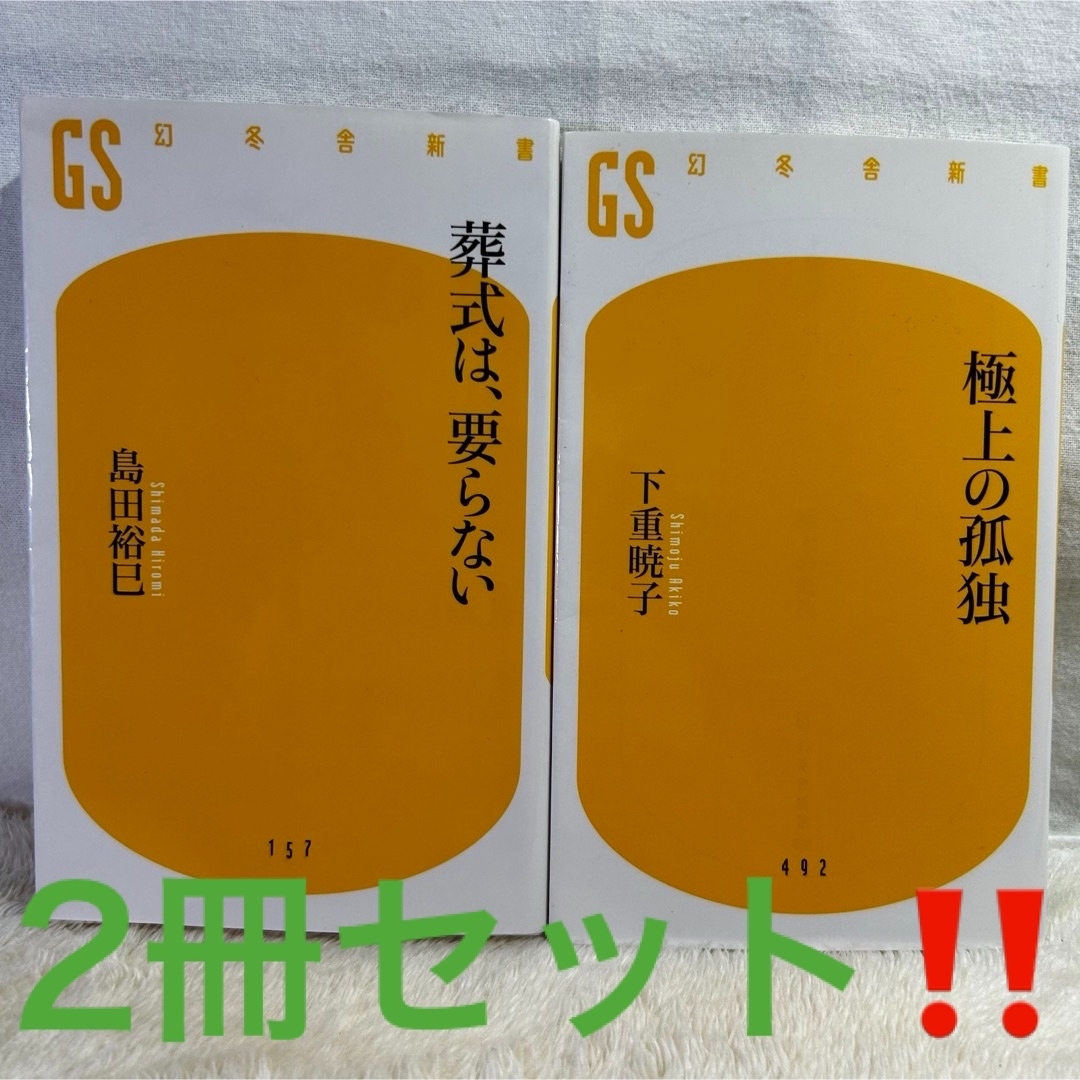 GS 幻冬舎新書
葬式は、要らない
島田裕巳
Shimada Hiromi
157
GS 幻冬舎新書
極上の孤独
下重暁子
Shimoju Akiko
492
2冊セット‼️